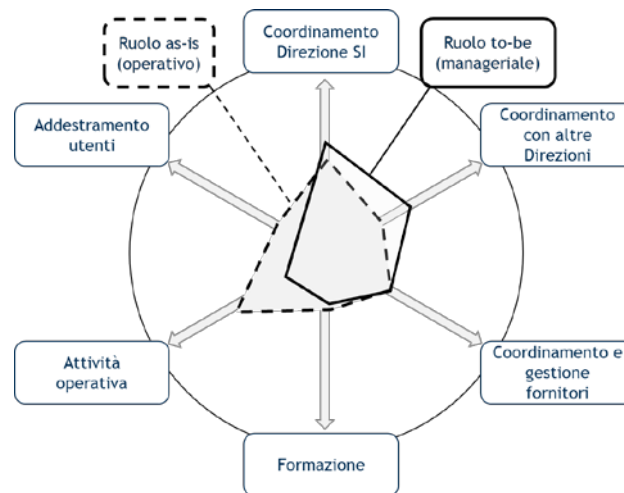 Ruolo as-is
(operativo)
Coordinamento
Direzione SI
Ruolo to-be
(manageriale)
Addestramento
utenti
Coordinamento
con altre
Direzioni
Attività
operativa
Coordinamento e
gestione
fornitori
Formazione